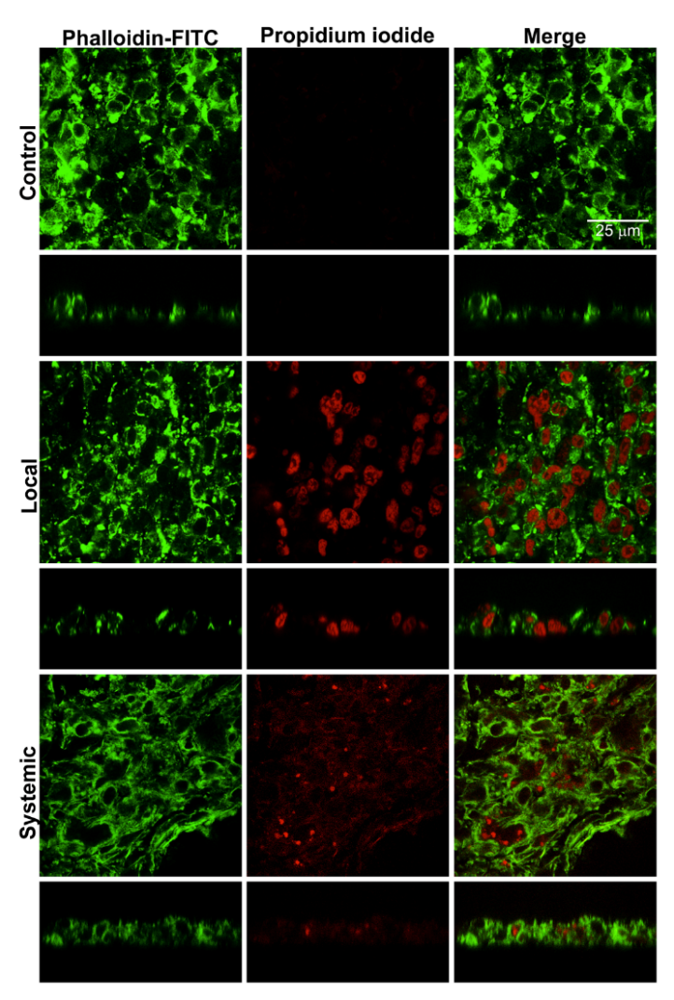 Phalloidin-FITC Propidium iodide Merge
Control
25 μm
Local
Systemic